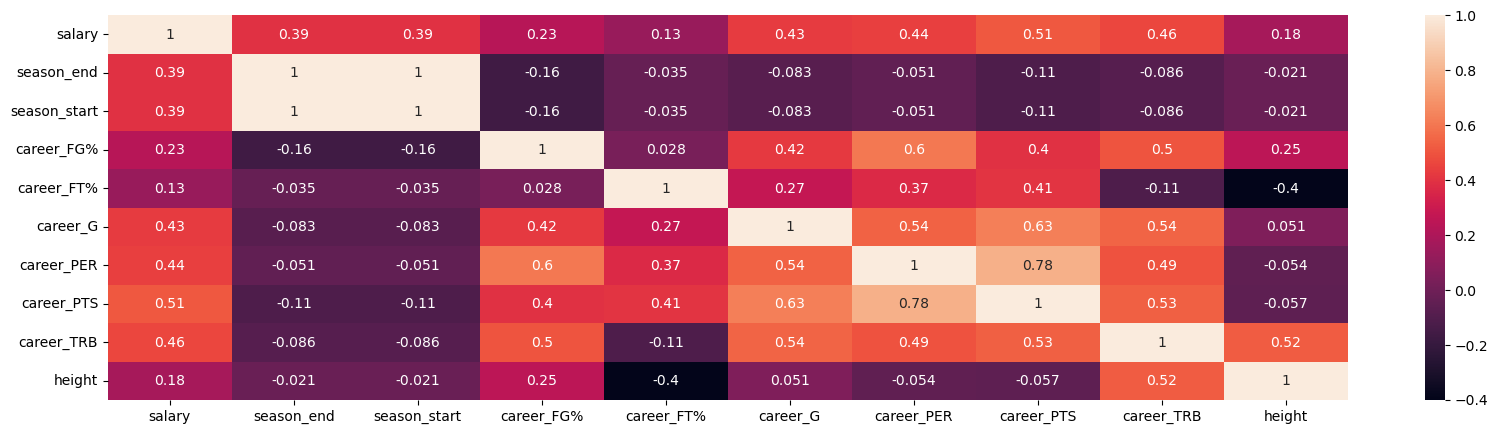 salary 1 0.39 0.39 0.23 0.13 0.43 0.44 0.51 0.46 0.18
season_end 0.39 1 1 -0.16 -0.035 -0.083 -0.051 -0.11 -0.086 -0.021
season_start 0.39 1 1 -0.16 -0.035 -0.083 -0.051 -0.11 -0.086 -0.021
career_FG% 0.23 -0.16 -0.16 1 0.028 0.42 0.6 0.4 0.5 0.25
career_FT% 0.13 -0.035 -0.035 0.028 1 0.27 0.37 0.41 -0.11 -0.4
career_G 0.43 -0.083 -0.083 0.42 0.27 1 0.54 0.63 0.54 0.051
career_PER 0.44 -0.051 -0.051 0.6 0.37 0.54 1 0.78 0.49 -0.054
career_PTS 0.51 -0.11 -0.11 0.4 0.41 0.63 0.78 1 0.53 -0.057
career_TRB 0.46 -0.086 -0.086 0.5 -0.11 0.54 0.49 0.53 1 0.52
height 0.18 -0.021 -0.021 0.25 -0.4 0.051 -0.054 -0.057 0.52 1
salary season_end season_start career_FG% career_FT% career_G career_PER career_PTS career_TRB height
1.0
0.8
0.6
0.4
0.2
0.0
−0.2
−0.4